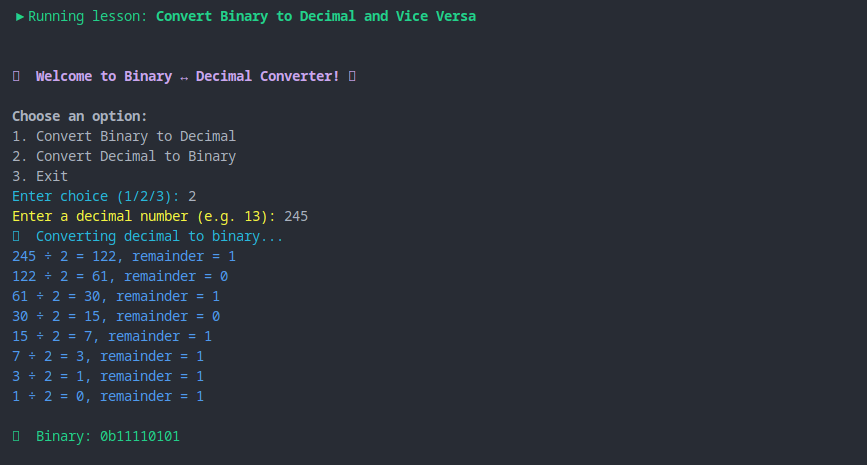 ▶ Running lesson: Convert Binary to Decimal and Vice Versa
Welcome to Binary ↔ Decimal Converter!
Choose an option:
1. Convert Binary to Decimal
2. Convert Decimal to Binary
3. Exit
Enter choice (1/2/3): 2
Enter a decimal number (e.g. 13): 245
Converting decimal to binary...
245 ÷ 2 = 122, remainder = 1
122 ÷ 2 = 61, remainder = 0
61 ÷ 2 = 30, remainder = 1
30 ÷ 2 = 15, remainder = 0
15 ÷ 2 = 7, remainder = 1
7 ÷ 2 = 3, remainder = 1
3 ÷ 2 = 1, remainder = 1
1 ÷ 2 = 0, remainder = 1
Binary: 0b11110101